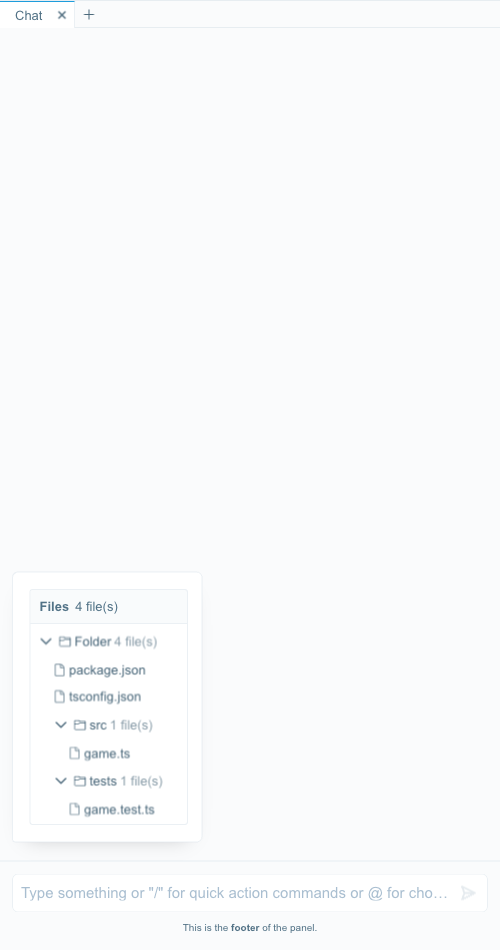 Chat
Files 4 file(s)
Folder 4 file(s)
package.json
tsconfig.json
src 1 file(s)
game.ts
tests 1 file(s)
game.test.ts
Type something or "/" for quick action commands or @ for cho…
This is the footer of the panel.